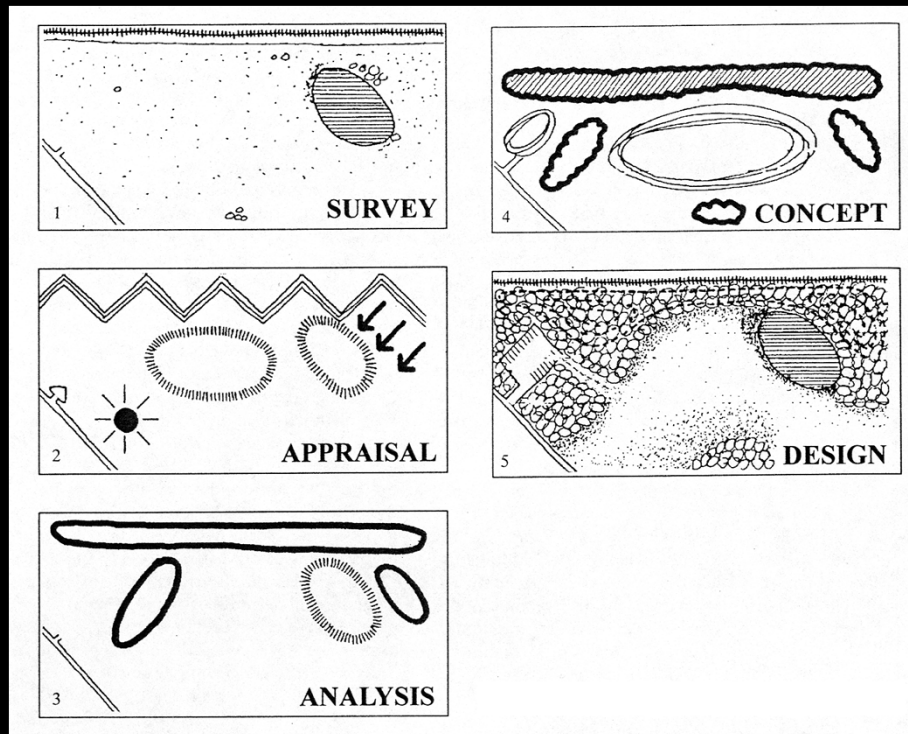 1 SURVEY
2 APPRAISAL
3 ANALYSIS
4 CONCEPT
5 DESIGN